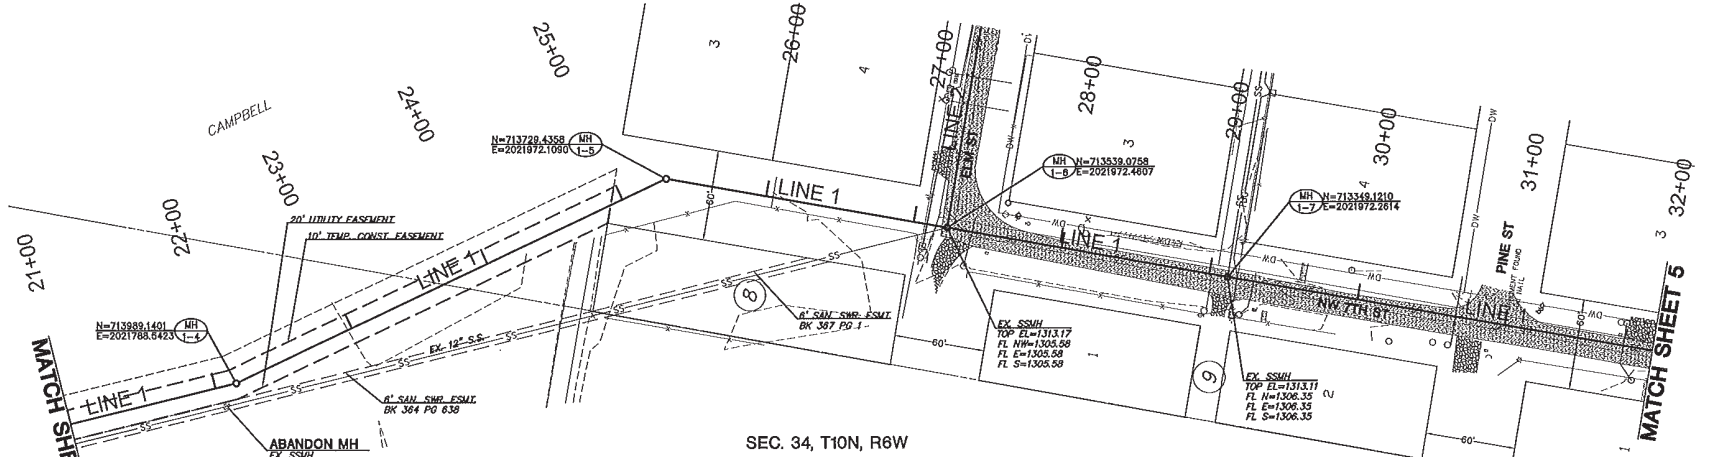 21+00
22+00
23+00
24+00
25+00
26+00
27+00
28+00
29+00
30+00
31+00
32+00
CAMPBELL
3
4
3
4
3
N=713729.4358
E=2021972.1090
MH
1-5
MH
1-6
N=713539.0758
E=2021972.4607
MH
1-7
N=713349.1210
E=2021972.2614
N=713989.1401
E=2021788.5423
MH
1-4
20' UTILITY EASEMENT
10' TEMP. CONST. EASEMENT
LINE 1
LINE 1
LINE 1
LINE 1
LINE 1
LINE 2
ELM ST
PINE ST
NW 7TH ST
60'
60'
60'
60'
8
9
1
2
1
6' SAN. SWR. ESMT.
BK 367 PG 1
EX. 12" S.S.
6' SAN. SWR. ESMT.
BK 364 PG 638
EX. SSMH
TOP EL=1313.17
FL NW=1305.58
FL E=1305.58
FL S=1305.58
EX. SSMH
TOP EL=1313.11
FL N=1306.35
FL E=1306.35
FL S=1306.35
ABANDON MH
EX. SSMH
SEC. 34, T10N, R6W
MATCH SHE
MATCH SHEET 5